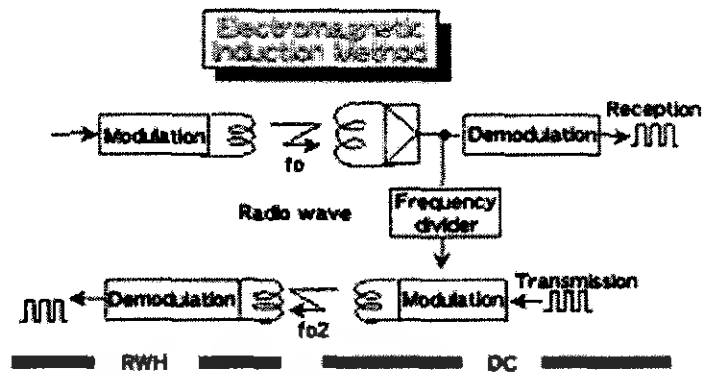 Electromagnetic
Induction Method
Reception
Modulation
Demodulation
fo
Radio wave
Frequency
divider
Transmission
Demodulation
Modulation
fo2
RWH
DC